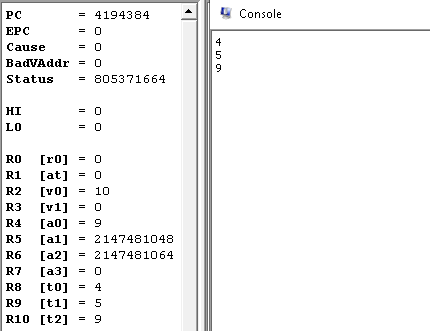 PC = 4194384
EPC = 0
Cause = 0
BadVAddr = 0
Status = 805371664
HI = 0
LO = 0
R0 [r0] = 0
R1 [at] = 0
R2 [v0] = 10
R3 [v1] = 0
R4 [a0] = 9
R5 [a1] = 2147481048
R6 [a2] = 2147481064
R7 [a3] = 0
R8 [t0] = 4
R9 [t1] = 5
R10 [t2] = 9
Console
4
5
9